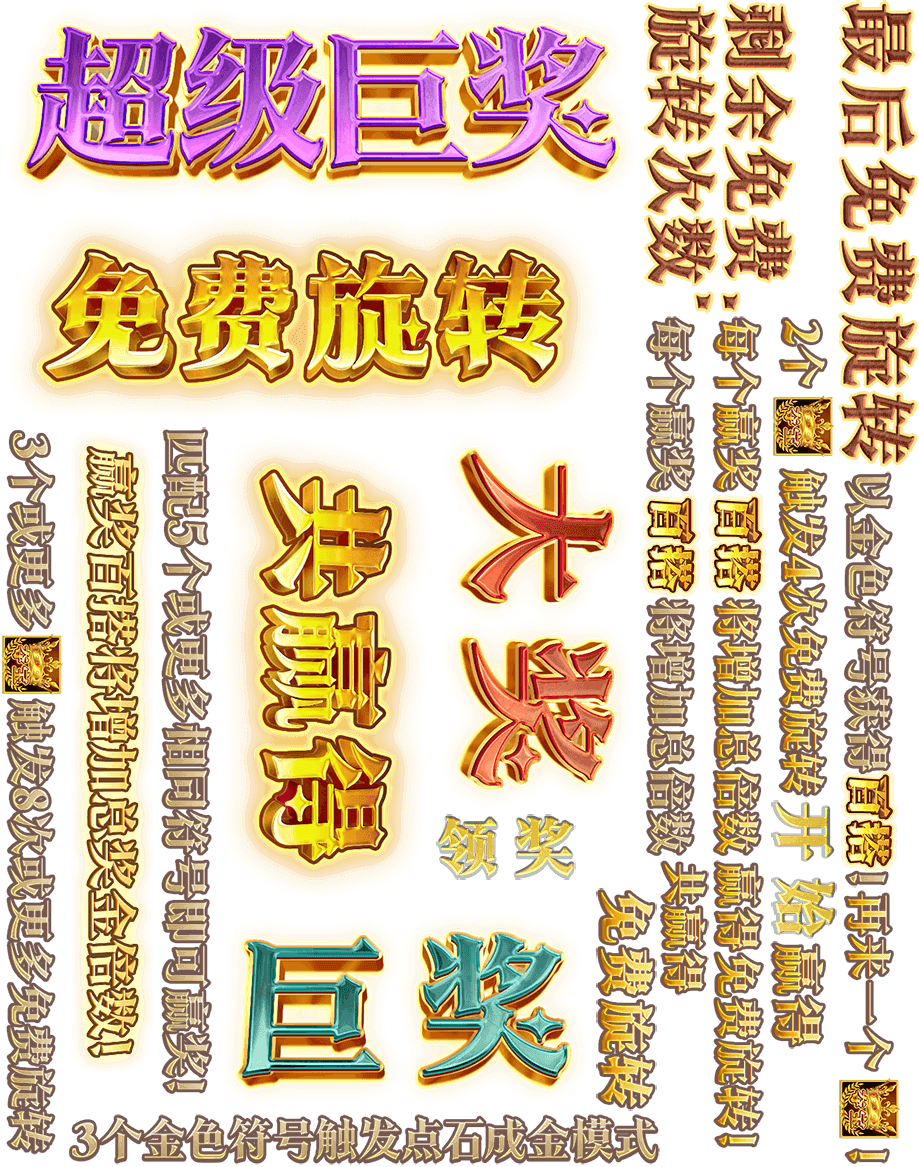 超级巨奖
免费旋转
剩余免费
旋转次数:
最后免费旋转
2个
触发4次免费旋转
每个赢奖百搭将增加总倍数
每个赢奖百搭将增加总倍数
以金色符号获得百搭!再来一个!
3个或更多
触发8次或更多免费旋转
赢奖百搭将增加总奖金倍数!
匹配5个或更多相同符号即可赢奖!
共赢得
大奖
领奖
开始
巨奖
免费旋转
共赢得
赢得免费旋转!
赢得
3个金色符号触发点石成金模式